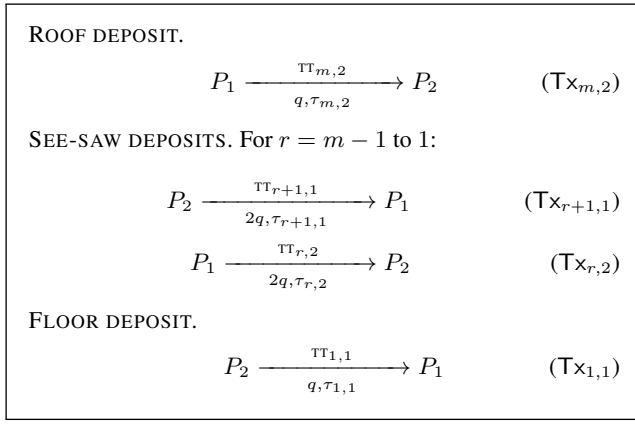 ROOF DEPOSIT.
P₁ —TT_{m,2}→ P₂ (Tx_{m,2})
q, τ_{m,2}
SEE-SAW DEPOSITS. For r = m − 1 to 1:
P₂ —TT_{r+1,1}→ P₁ (Tx_{r+1,1})
2q, τ_{r+1,1}
P₁ —TT_{r,2}→ P₂ (Tx_{r,2})
2q, τ_{r,2}
FLOOR DEPOSIT.
P₂ —TT_{1,1}→ P₁ (Tx_{1,1})
q, τ_{1,1}